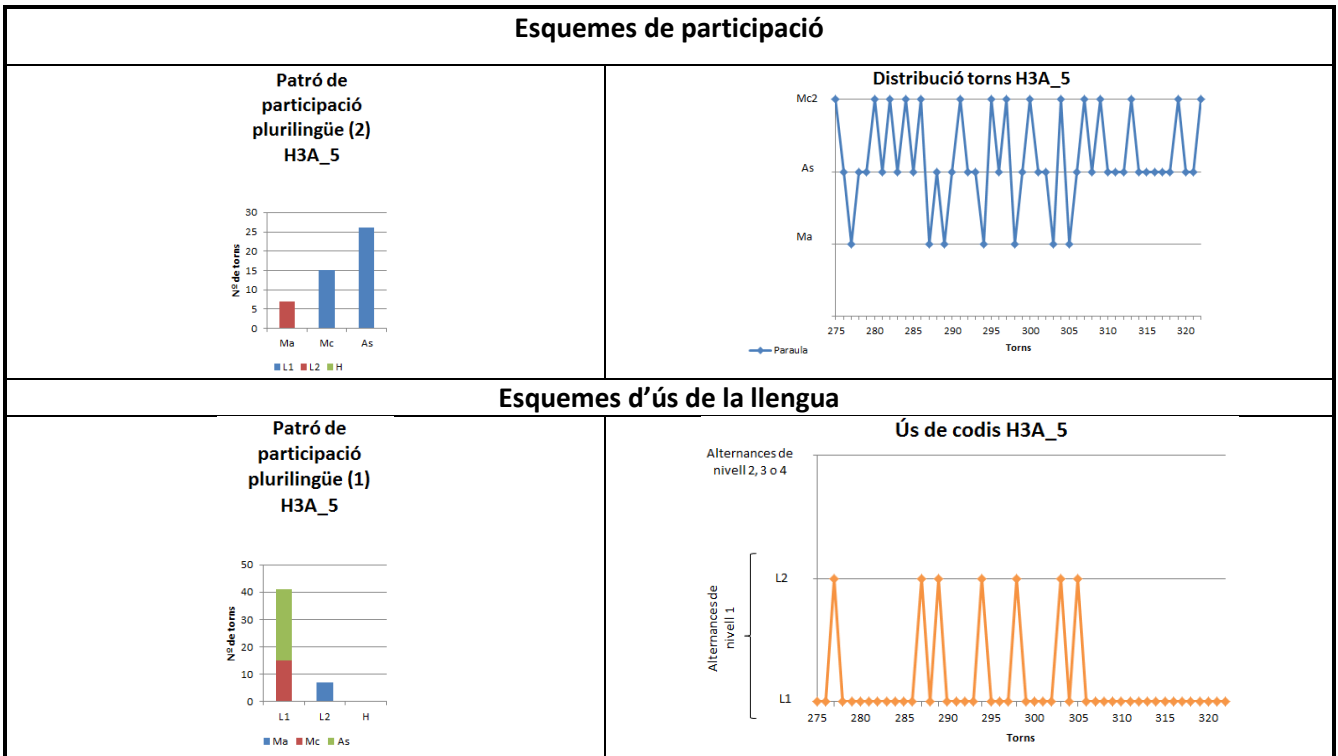 Esquemes de participació
Patró de
participació
plurilingüe (2)
H3A_5
Nº de torns
30
25
20
15
10
5
0
Ma Mc As
L1 L2 H
Distribució torns H3A_5
Mc2
As
Ma
275 280 285 290 295 300 305 310 315 320
Torns
Paraula
Esquemes d'ús de la llengua
Patró de
participació
plurilingüe (1)
H3A_5
Nº de torns
50
40
30
20
10
0
L1 L2 H
Ma Mc As
Ús de codis H3A_5
Alternances de
nivell 2, 3 o 4
Alternances de
nivell 1
L2
L1
275 280 285 290 295 300 305 310 315 320
Torns